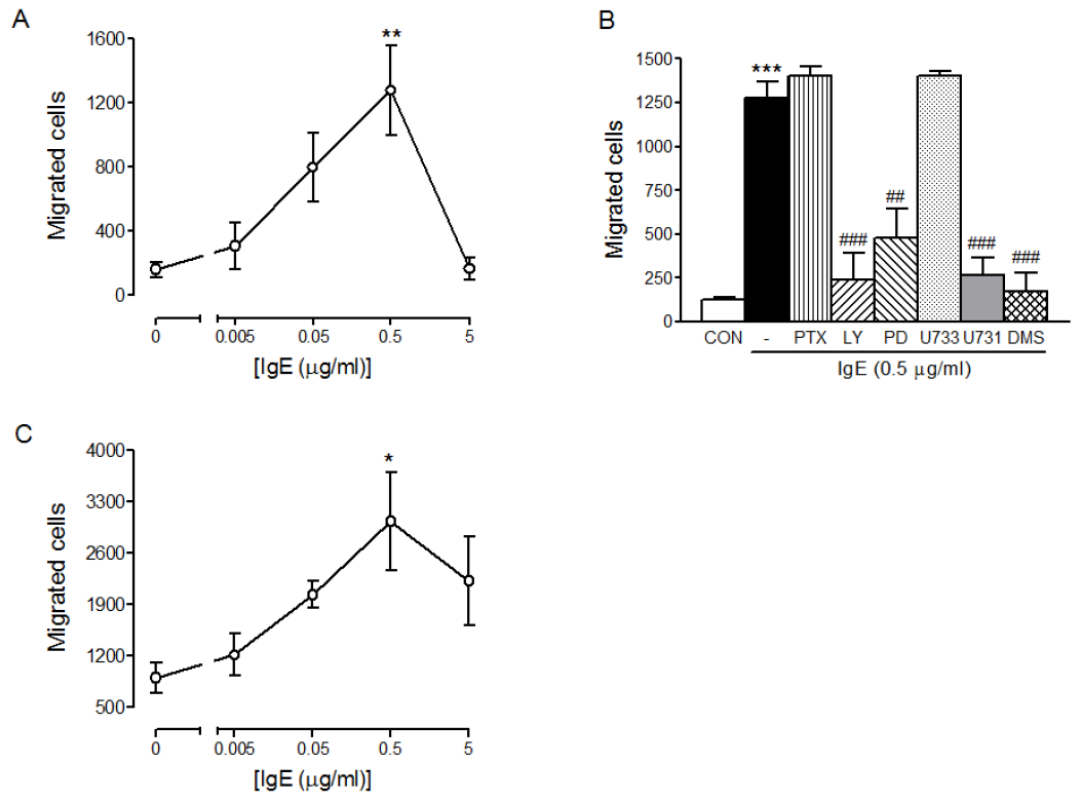 A
**
1600
1200
800
400
0
Migrated cells
0 0.005 0.05 0.5 5
[IgE (μg/ml)]
B
1500
1250
1000
750
500
250
0
Migrated cells
***
###
##
###
###
CON - PTX LY PD U733 U731 DMS
IgE (0.5 μg/ml)
C
4000
3300
2600
1900
1200
500
Migrated cells
*
0 0.005 0.05 0.5 5
[IgE (μg/ml)]